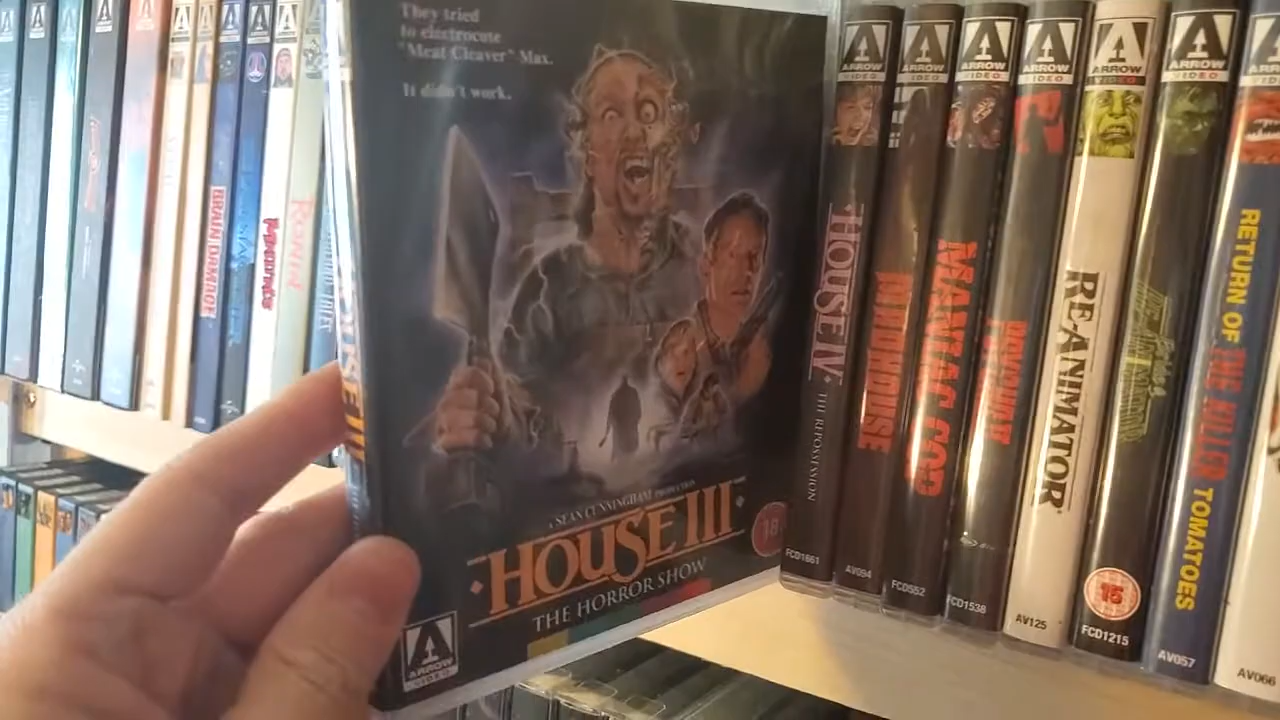 They tried
to electrocute
"Meat Cleaver" Max.
It didn't work.
A SEAN CUNNINGHAM PRODUCTION
HOUSE III
THE HORROR SHOW
18
ARROW
VIDEO
HOUSE III
BRAIN DAMAGE
HOUSE IV
THE REPOSSESSION
FCD1661
ARROW
VIDEO
MADHOUSE
AV094
ARROW
VIDEO
MANIAC COP
FCD552
ARROW
VIDEO
FCD1538
ARROW
VIDEO
RE-ANIMATOR
AV125
ARROW
VIDEO
15
FCD1215
ARROW
VIDEO
RETURN OF THE KILLER TOMATOES
AV057
ARROW
VIDEO
AV066